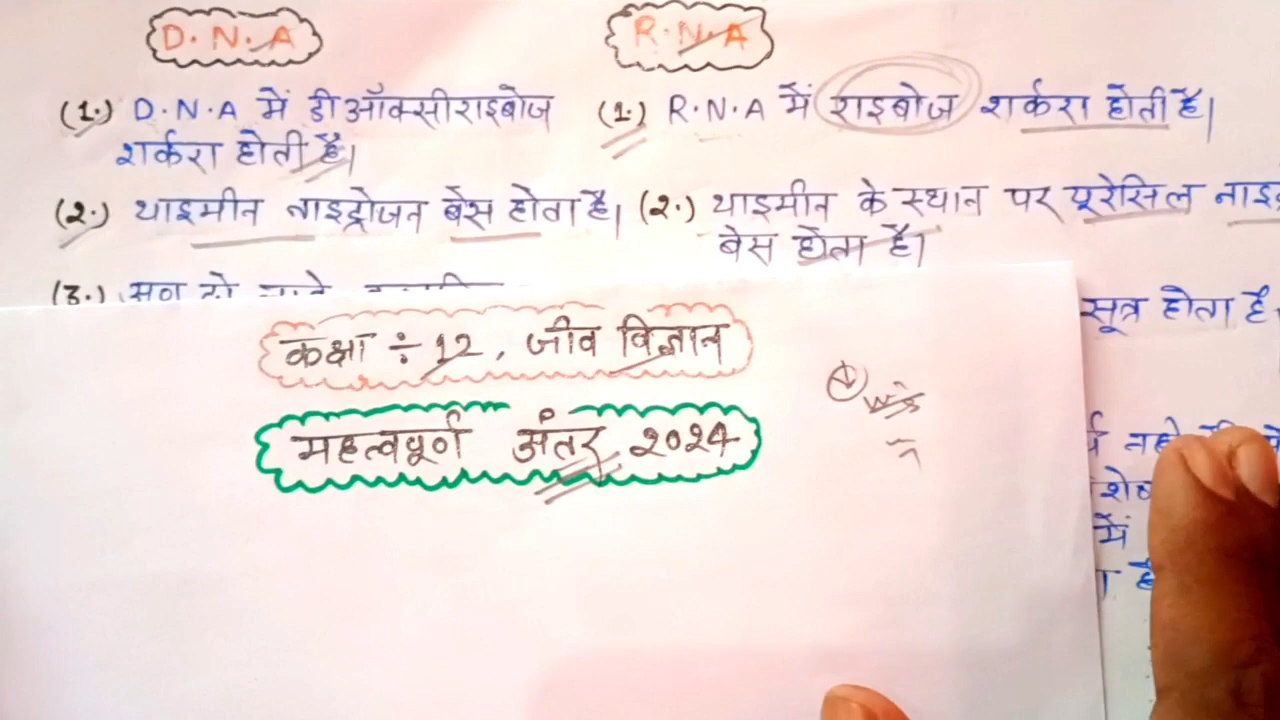 D.N.A
R.N.A
(1.) D.N.A में डीऑक्सीराइबोज
शर्करा होती है।
(1.) R.N.A में राइबोज शर्करा होती है।
(2.) थाइमीन नाइट्रोजन बेस होता है।
(2.) थाइमीन के स्थान पर यूरेसिल नाइ
बेस होता है।
(3.)
सूत्र होता है
कक्षा ÷ 12, जीव विज्ञान
महत्वपूर्ण अंतर 2024
में